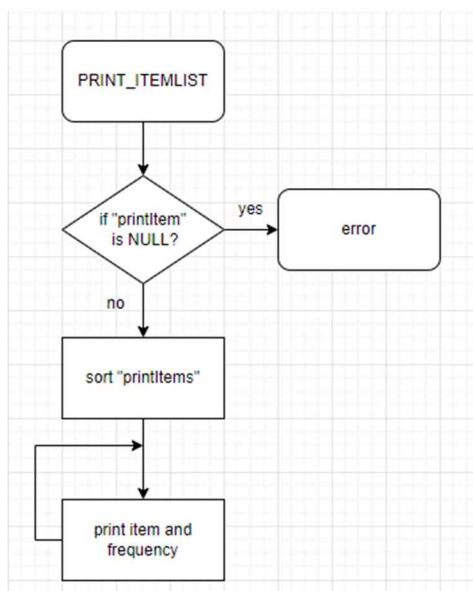 PRINT_ITEMLIST
if "printItem"
is NULL?
yes
error
no
sort "printItems"
print item and
frequency